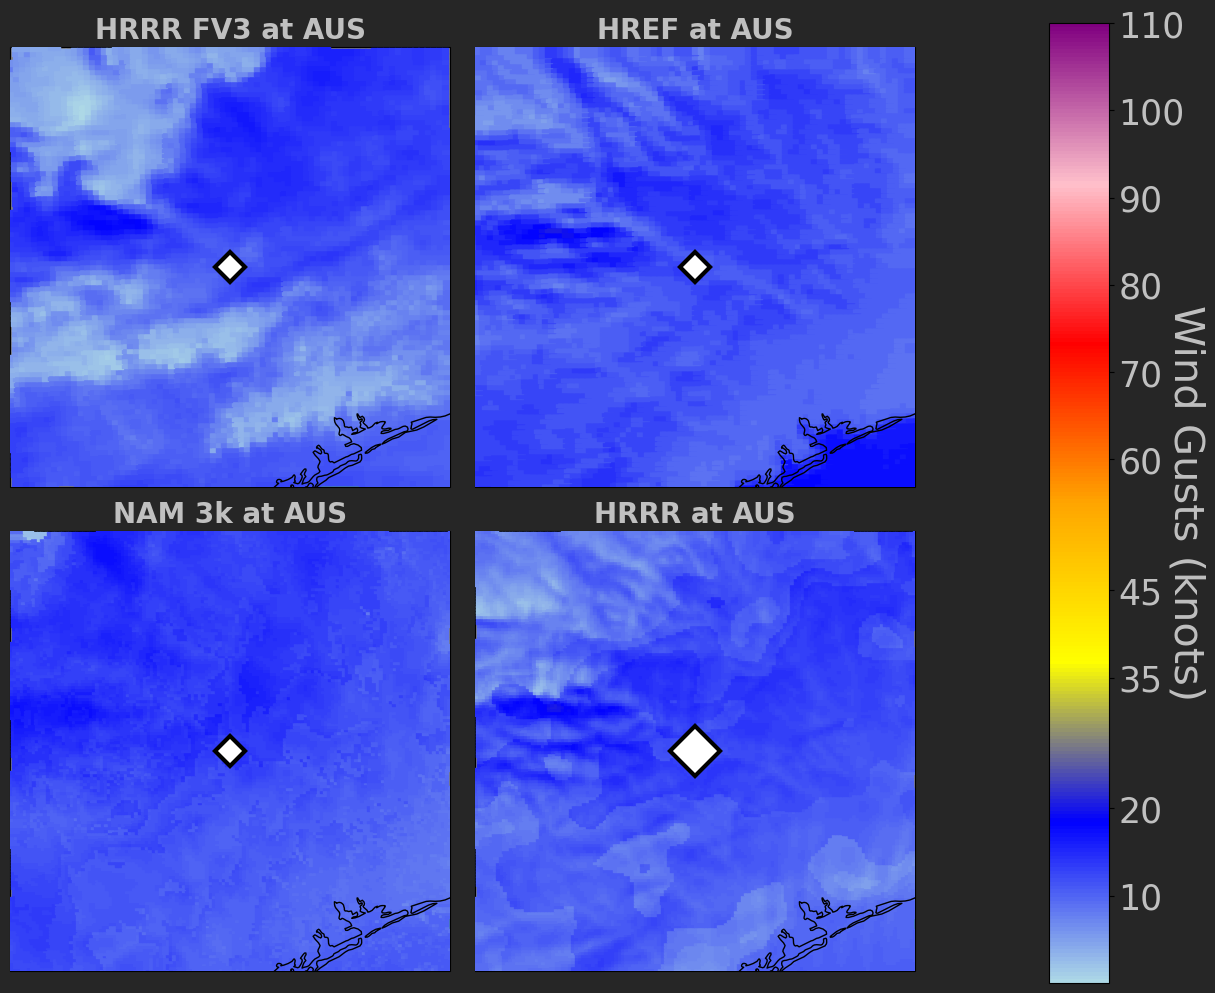 HRRR FV3 at AUS
HREF at AUS
NAM 3k at AUS
HRRR at AUS
110
100
90
80
70
60
45
35
20
10
Wind Gusts (knots)